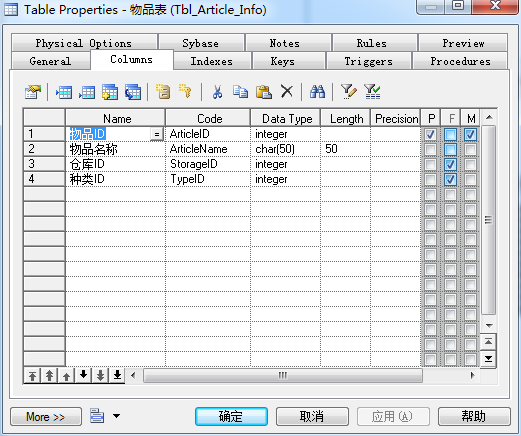 Table Properties - 物品表 (Tbl_Article_Info)
Physical Options Sybase Notes Rules Preview
General Columns Indexes Keys Triggers Procedures
Name Code Data Type Length Precision P F M
1 物品ID = ArticleID integer
2 物品名称 ArticleName char(50) 50
3 仓库ID StorageID integer
4 种类ID TypeID integer
More >> 确定 取消 应用(A) 帮助